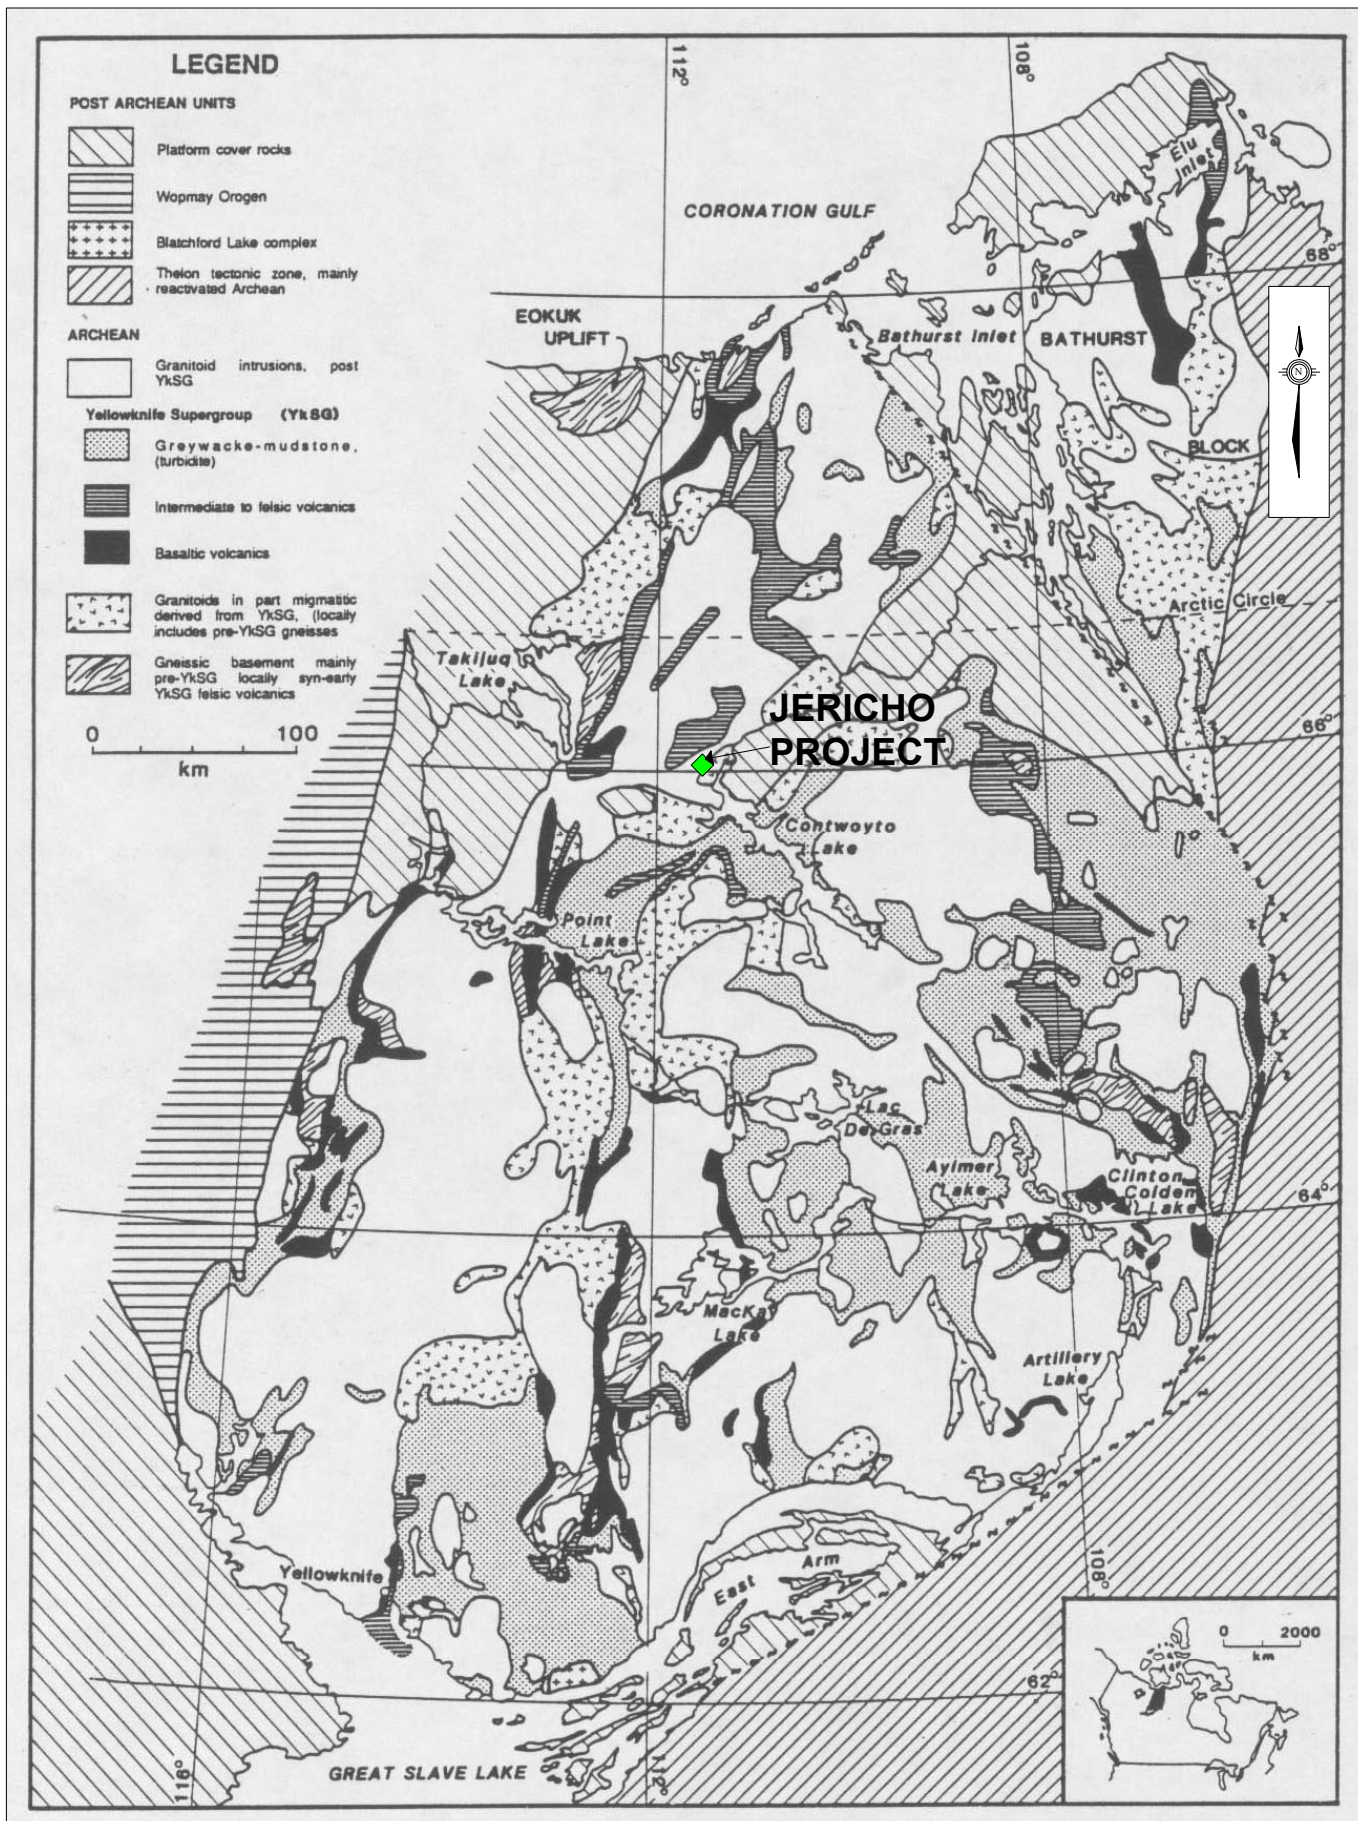 LEGEND
POST ARCHEAN UNITS
Platform cover rocks
Wopmay Orogen
Blatchford Lake complex
Thelon tectonic zone, mainly
reactivated Archean
ARCHEAN
Granitoid intrusions, post
YkSG
Yellowknife Supergroup (YkSG)
Greywacke-mudstone,
(turbidite)
Intermediate to felsic volcanics
Basaltic volcanics
Granitoids in part migmatitic
derived from YkSG, (locally
includes pre-YkSG gneisses
Gneissic basement mainly
pre-YkSG locally syn-early
YkSG felsic volcanics
0 100
km
112°
108°
Elu
Inlet
CORONATION GULF
68°
EOKUK
UPLIFT
Bathurst Inlet
BATHURST
N
BLOCK
Arctic Circle
Takijuq
Lake
66°
JERICHO
PROJECT
Contwoyto
Lake
Point
Lake
Lac
De Gras
Aylmer
Lake
Clinton
Colden
Lake
64°
MacKay
Lake
Artillery
Lake
Yellowknife
East
Arm
108°
62°
0 2000
km
116°
112°
GREAT SLAVE LAKE